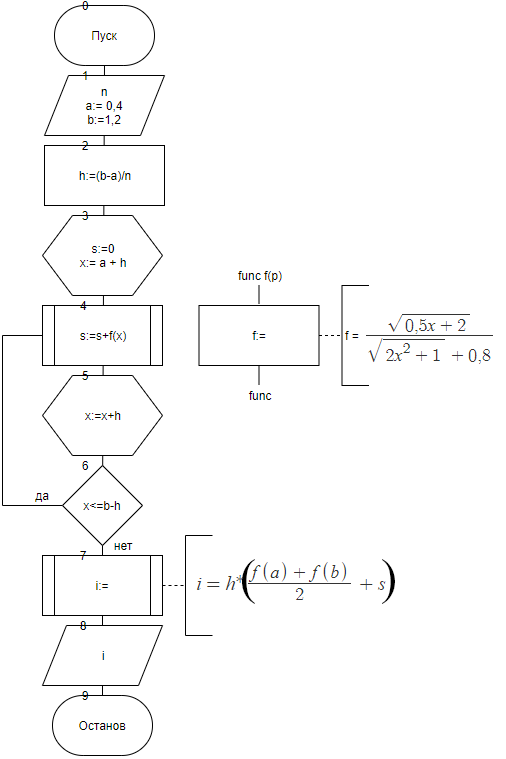 0
Пуск
1
n
a:= 0,4
b:=1,2
2
h:=(b-a)/n
3
s:=0
x:= a + h
4
s:=s+f(x)
func f(p)
f:=
func
f = √(0,5x + 2) / (√(2x² + 1) + 0,8)
5
x:=x+h
6
да
x<=b-h
нет
7
i:=
i = h*((f(a) + f(b))/2 + s)
8
i
9
Останов